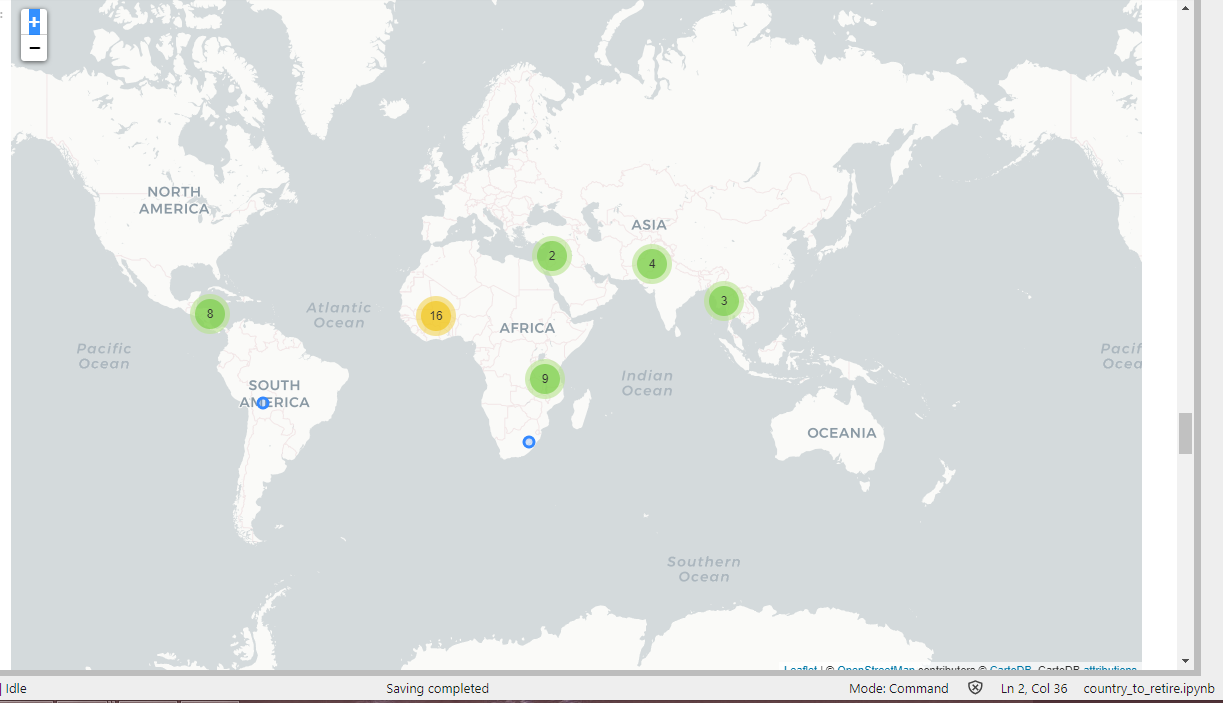 +
−
NORTH
AMERICA
ASIA
2
4
3
8
Atlantic
Ocean
16
AFRICA
Pacific
Ocean
Pacif
Ocea
9
Indian
Ocean
SOUTH
AMERICA
OCEANIA
Southern
Ocean
Leaflet | © OpenStreetMap contributors © CartoDB, CartoDB attributions
Idle
Saving completed
Mode: Command
Ln 2, Col 36
country_to_retire.ipynb